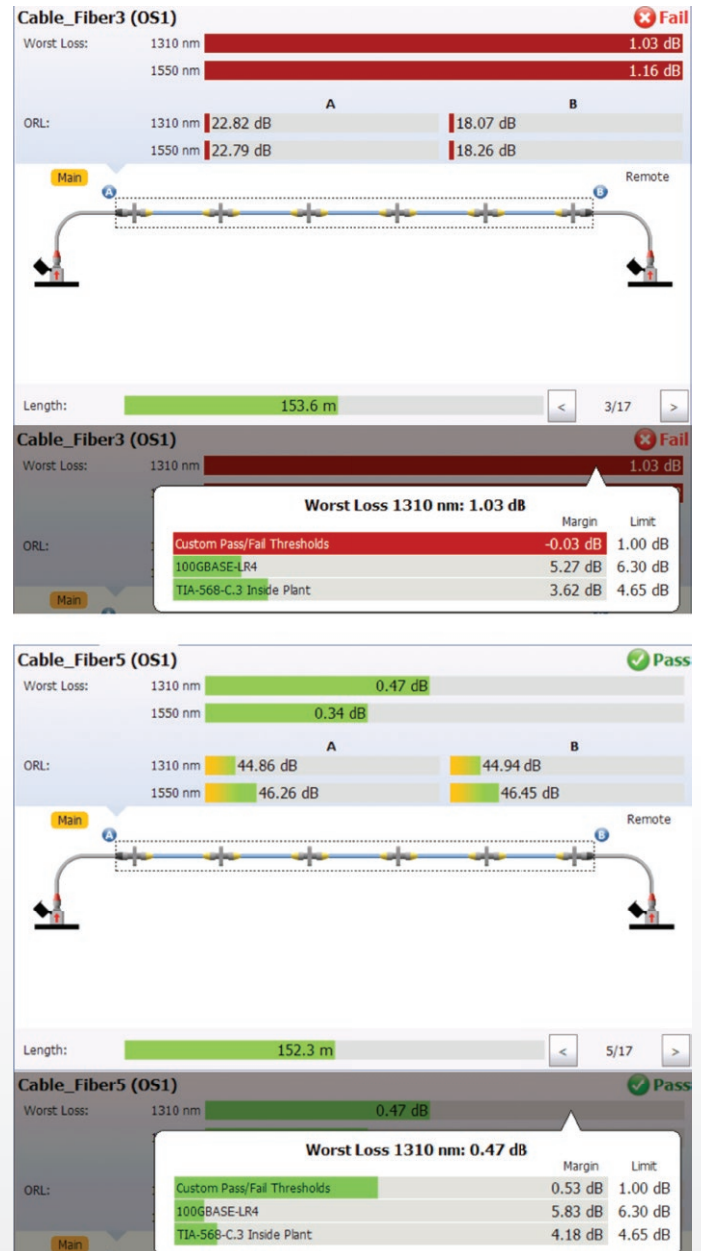 Cable_Fiber3 (OS1) Fail
Worst Loss: 1310 nm 1.03 dB
1550 nm 1.16 dB
A B
ORL: 1310 nm 22.82 dB 18.07 dB
1550 nm 22.79 dB 18.26 dB
Main Remote
A B
Length: 153.6 m < 3/17 >
Cable_Fiber3 (OS1) Fail
Worst Loss: 1310 nm 1.03 dB
Worst Loss 1310 nm: 1.03 dB
Margin Limit
Custom Pass/Fail Thresholds -0.03 dB 1.00 dB
ORL:
100GBASE-LR4 5.27 dB 6.30 dB
TIA-568-C.3 Inside Plant 3.62 dB 4.65 dB
Main
Cable_Fiber5 (OS1) Pass
Worst Loss: 1310 nm 0.47 dB
1550 nm 0.34 dB
A B
ORL: 1310 nm 44.86 dB 44.94 dB
1550 nm 46.26 dB 46.45 dB
Main Remote
A B
Length: 152.3 m < 5/17 >
Cable_Fiber5 (OS1) Pass
Worst Loss: 1310 nm 0.47 dB
Worst Loss 1310 nm: 0.47 dB
Margin Limit
ORL: Custom Pass/Fail Thresholds 0.53 dB 1.00 dB
100GBASE-LR4 5.83 dB 6.30 dB
TIA-568-C.3 Inside Plant 4.18 dB 4.65 dB
Main